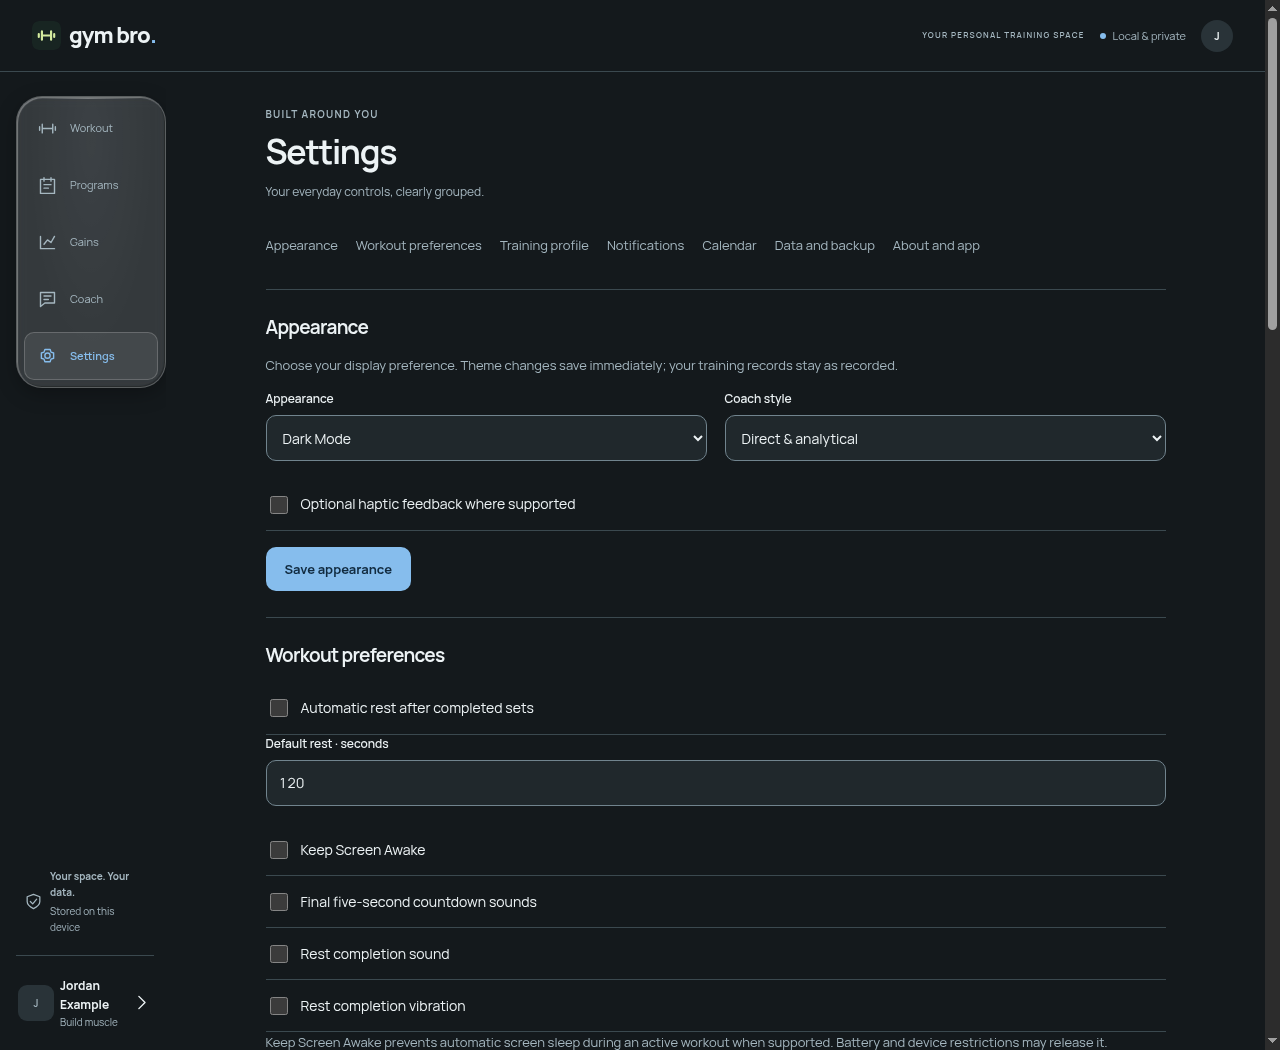 gym bro.
YOUR PERSONAL TRAINING SPACE
Local & private
J
Workout
Programs
Gains
Coach
Settings
Your space. Your
data.
Stored on this
device
J
Jordan
Example
Build muscle
BUILT AROUND YOU
Settings
Your everyday controls, clearly grouped.
Appearance Workout preferences Training profile Notifications Calendar Data and backup About and app
Appearance
Choose your display preference. Theme changes save immediately; your training records stay as recorded.
Appearance
Dark Mode
Coach style
Direct & analytical
Optional haptic feedback where supported
Save appearance
Workout preferences
Automatic rest after completed sets
Default rest · seconds
120
Keep Screen Awake
Final five-second countdown sounds
Rest completion sound
Rest completion vibration
Keep Screen Awake prevents automatic screen sleep during an active workout when supported. Battery and device restrictions may release it.